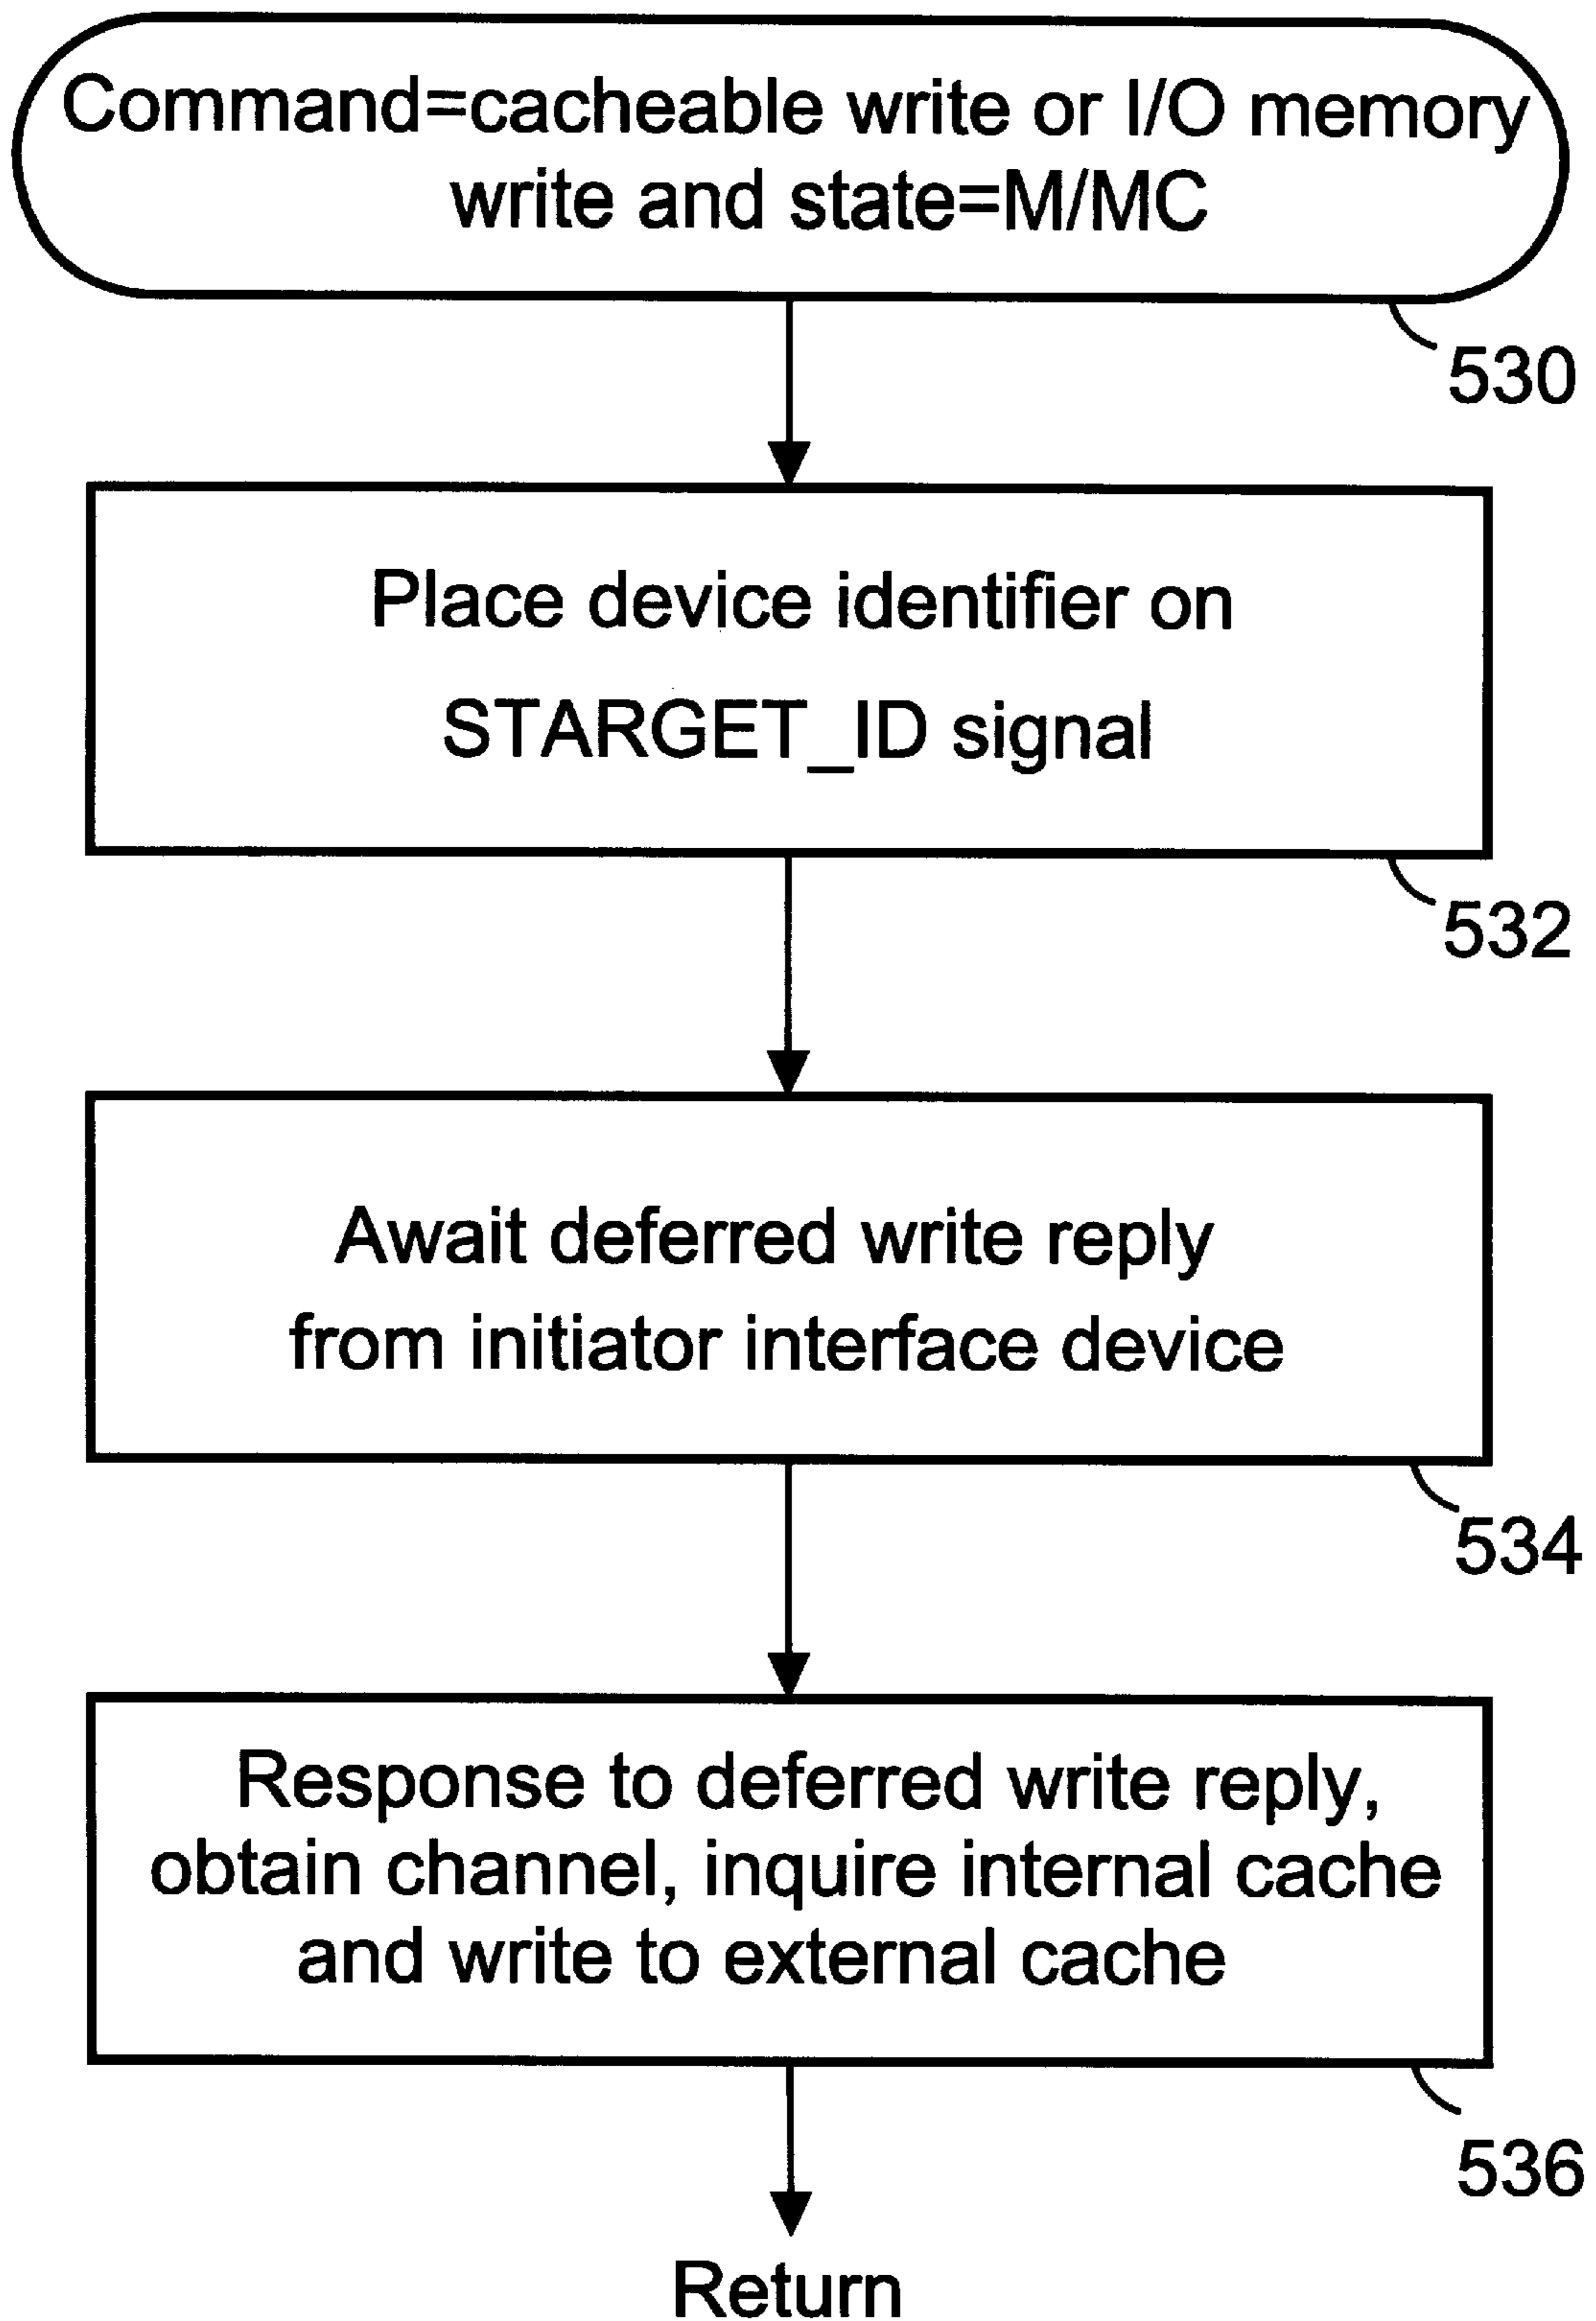 Command=cacheable write or I/O memory
write and state=M/MC
530
Place device identifier on
STARGET_ID signal
532
Await deferred write reply
from initiator interface device
534
Response to deferred write reply,
obtain channel, inquire internal cache
and write to external cache
536
Return